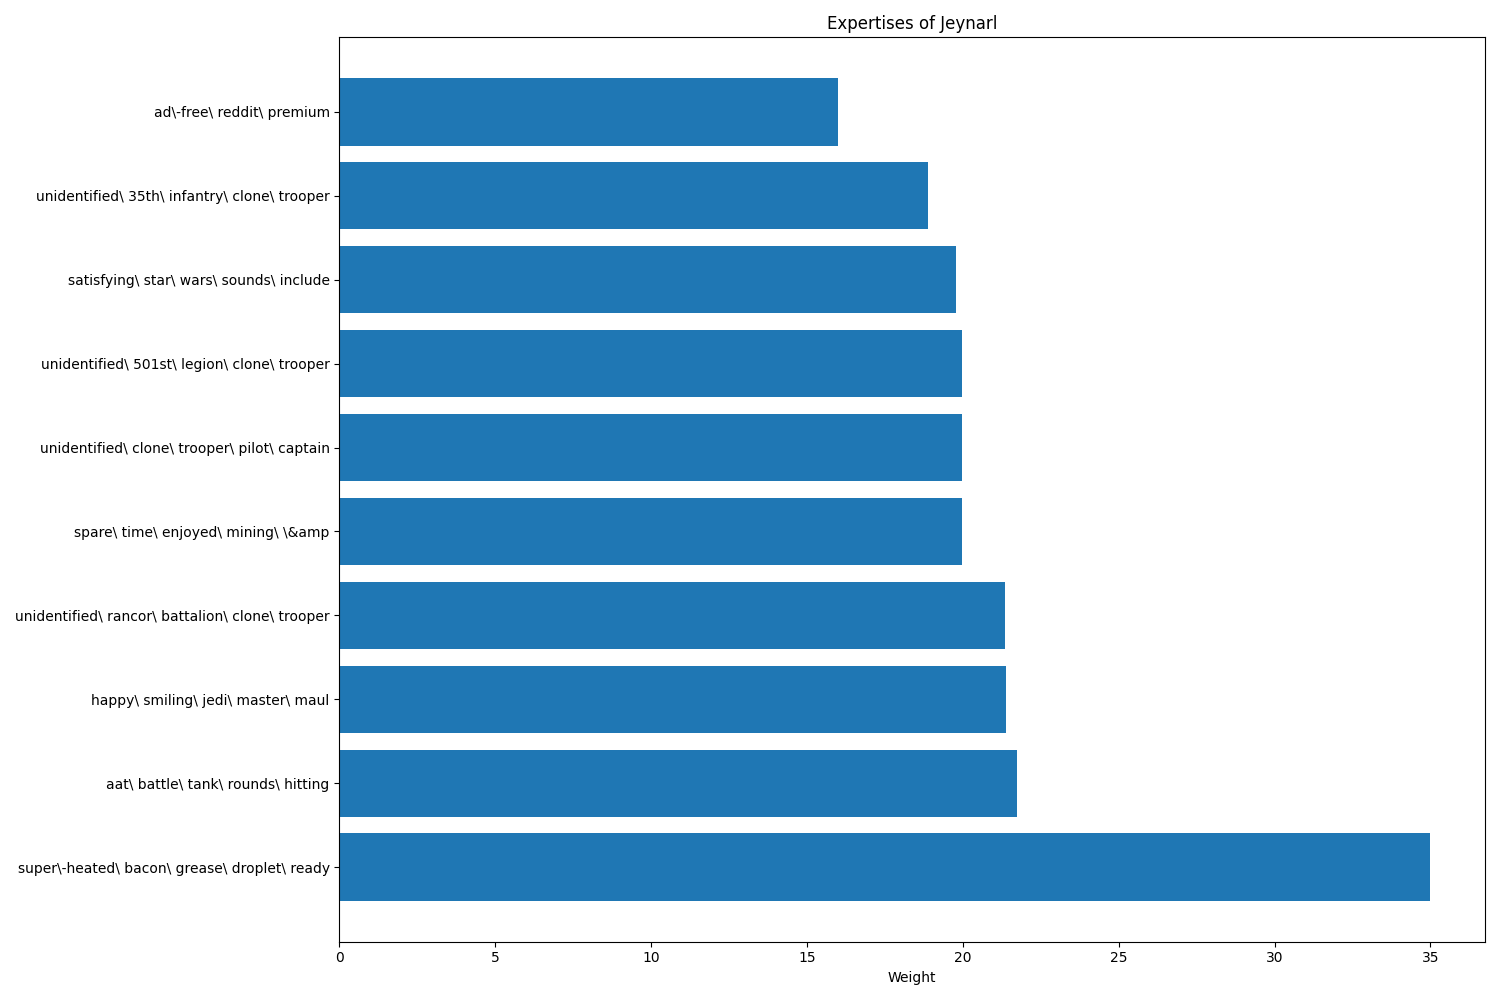 Expertises of Jeynarl
ad\-free\ reddit\ premium
unidentified\ 35th\ infantry\ clone\ trooper
satisfying\ star\ wars\ sounds\ include
unidentified\ 501st\ legion\ clone\ trooper
unidentified\ clone\ trooper\ pilot\ captain
spare\ time\ enjoyed\ mining\ \&amp
unidentified\ rancor\ battalion\ clone\ trooper
happy\ smiling\ jedi\ master\ maul
aat\ battle\ tank\ rounds\ hitting
super\-heated\ bacon\ grease\ droplet\ ready
0 5 10 15 20 25 30 35
Weight